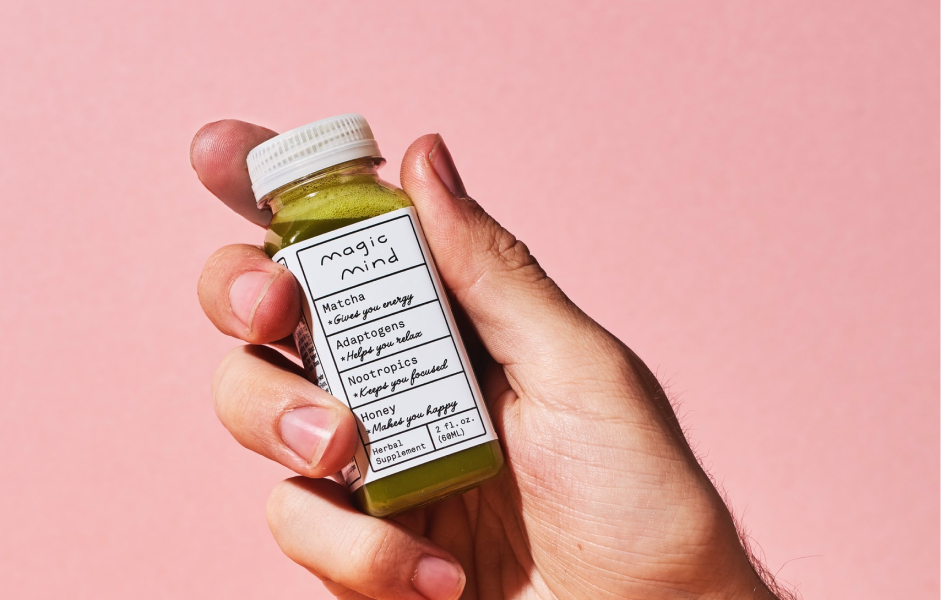 magic
mind
Matcha
*Gives you energy
Adaptogens
*Helps you relax
Nootropics
*Keeps you focused
Honey
*Makes you happy
Herbal
Supplement
2 fl. oz.
(60ML)